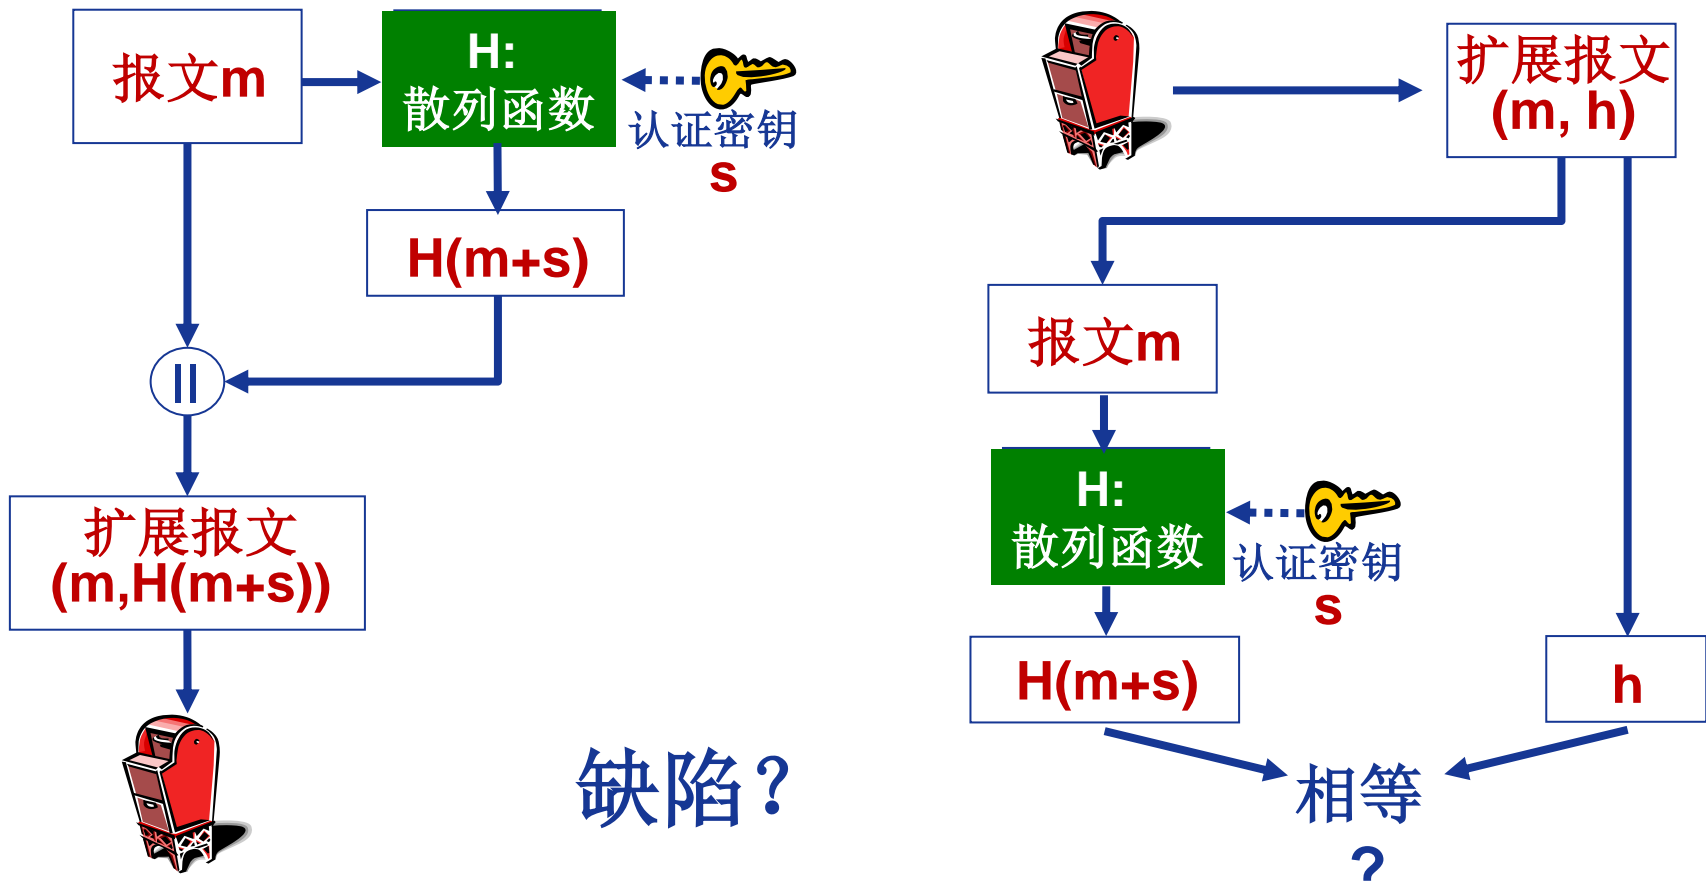 报文m
H:
散列函数
认证密钥
s
H(m+s)
||
扩展报文
(m,H(m+s))
缺陷？
扩展报文
(m, h)
报文m
H:
散列函数
认证密钥
s
H(m+s)
h
相等
?